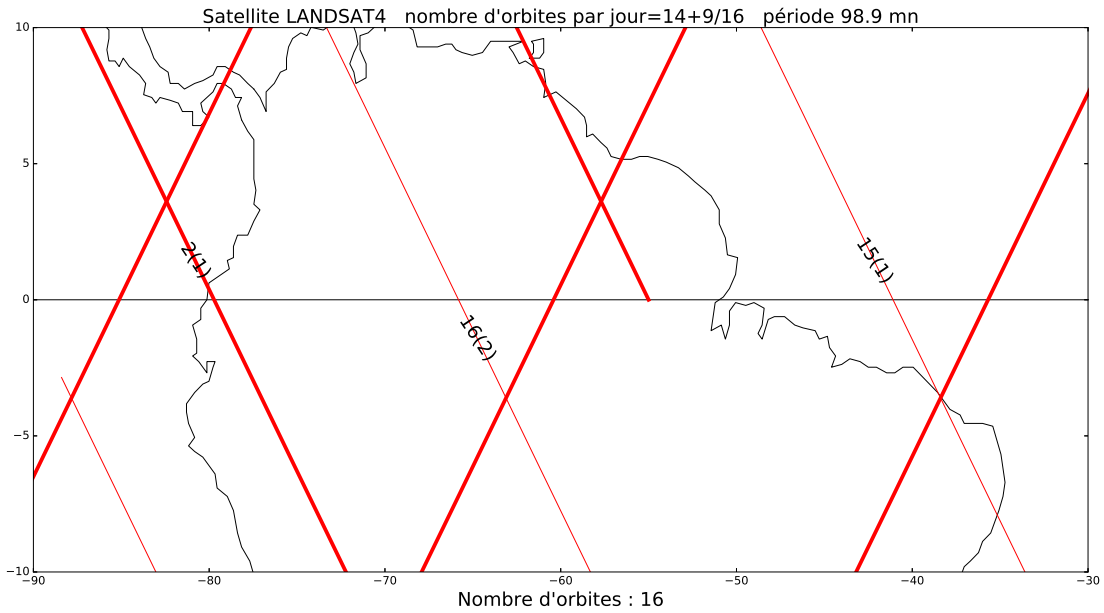 Satellite LANDSAT4   nombre d'orbites par jour=14+9/16   période 98.9 mn
10
5
0
−5
−10
2(1)
16(2)
15(1)
−90 −80 −70 −60 −50 −40 −30
Nombre d'orbites : 16